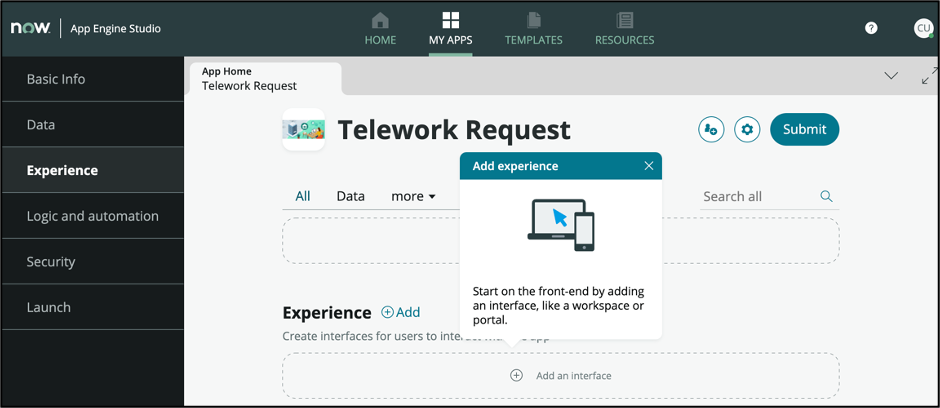 now. App Engine Studio
HOME MY APPS TEMPLATES RESOURCES
? CU
Basic Info
Data
Experience
Logic and automation
Security
Launch
App Home
Telework Request
Telework Request
Submit
All Data more
Search all
Add experience
Start on the front-end by adding
an interface, like a workspace or
portal.
Experience Add
Create interfaces for users to app
Add an interface